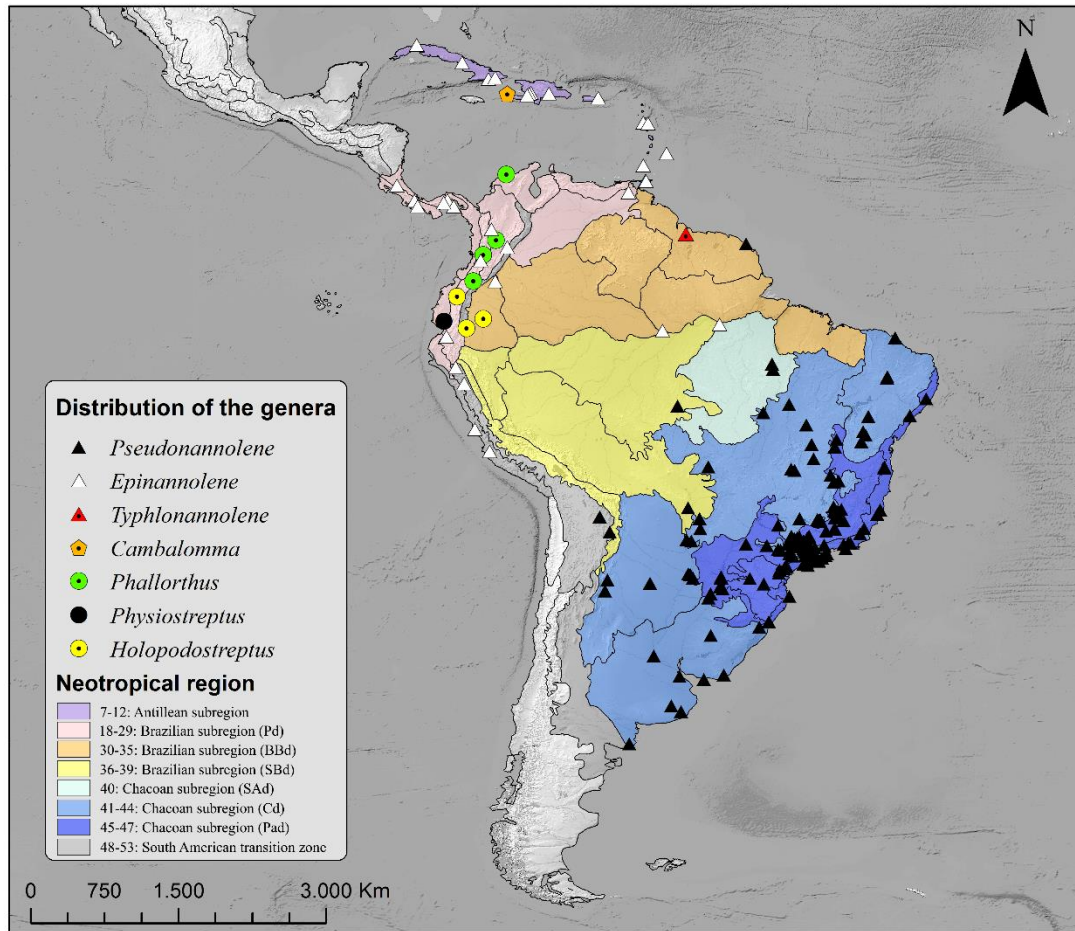 N
Distribution of the genera
Pseudonannolene
Epinannolene
Typhlonannolene
Cambalomma
Phallorthus
Physiostreptus
Holopodostreptus
Neotropical region
7-12: Antillean subregion
18-29: Brazilian subregion (Pd)
30-35: Brazilian subregion (BBd)
36-39: Brazilian subregion (SBd)
40: Chacoan subregion (SAd)
41-44: Chacoan subregion (Cd)
45-47: Chacoan subregion (Pad)
48-53: South American transition zone
0 750 1.500 3.000 Km